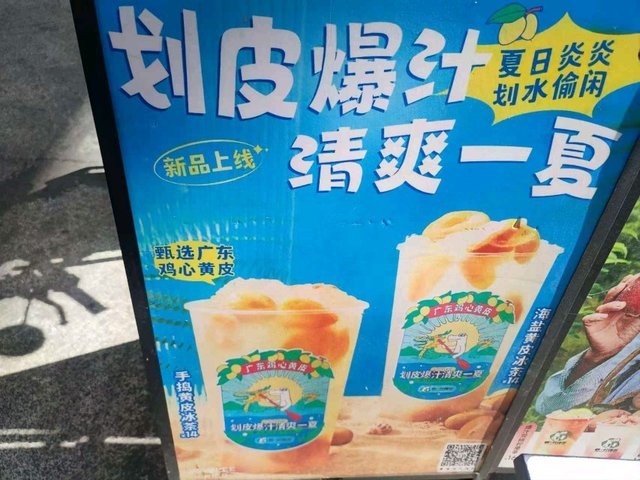 划皮爆汁
夏日炎炎
划水偷闲
清爽一夏
新品上线
甄选广东
鸡心黄皮
广东鸡心黄皮
划皮爆汁清爽一夏
手捣黄皮冰茶
14
广东鸡心黄皮
划皮爆汁清爽一夏
海盐黄皮冰茶
14